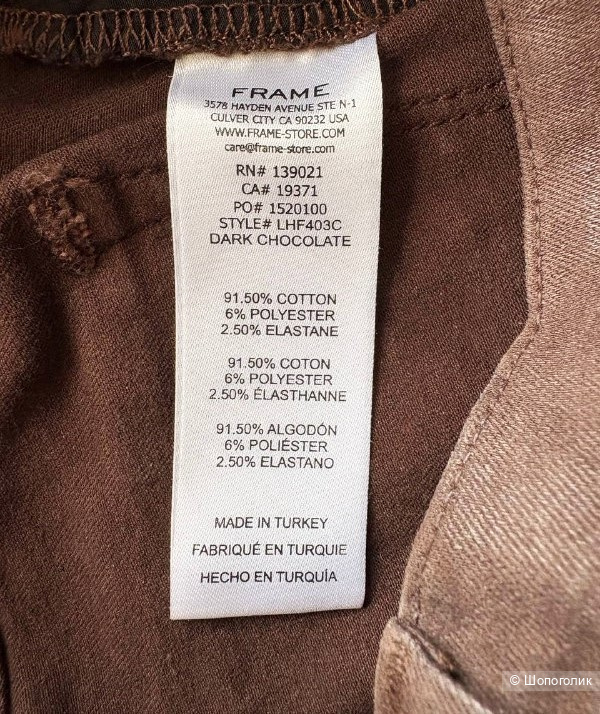 FRAME
3578 HAYDEN AVENUE STE N-1
CULVER CITY CA 90232 USA
WWW.FRAME-STORE.COM
care@frame-store.com
RN# 139021
CA# 19371
PO# 1520100
STYLE# LHF403C
DARK CHOCOLATE
91.50% COTTON
6% POLYESTER
2.50% ELASTANE
91.50% COTON
6% POLYESTER
2.50% ÉLASTHANNE
91.50% ALGODÓN
6% POLIÉSTER
2.50% ELASTANO
MADE IN TURKEY
FABRIQUÉ EN TURQUIE
HECHO EN TURQUÍA
© Шопоголик